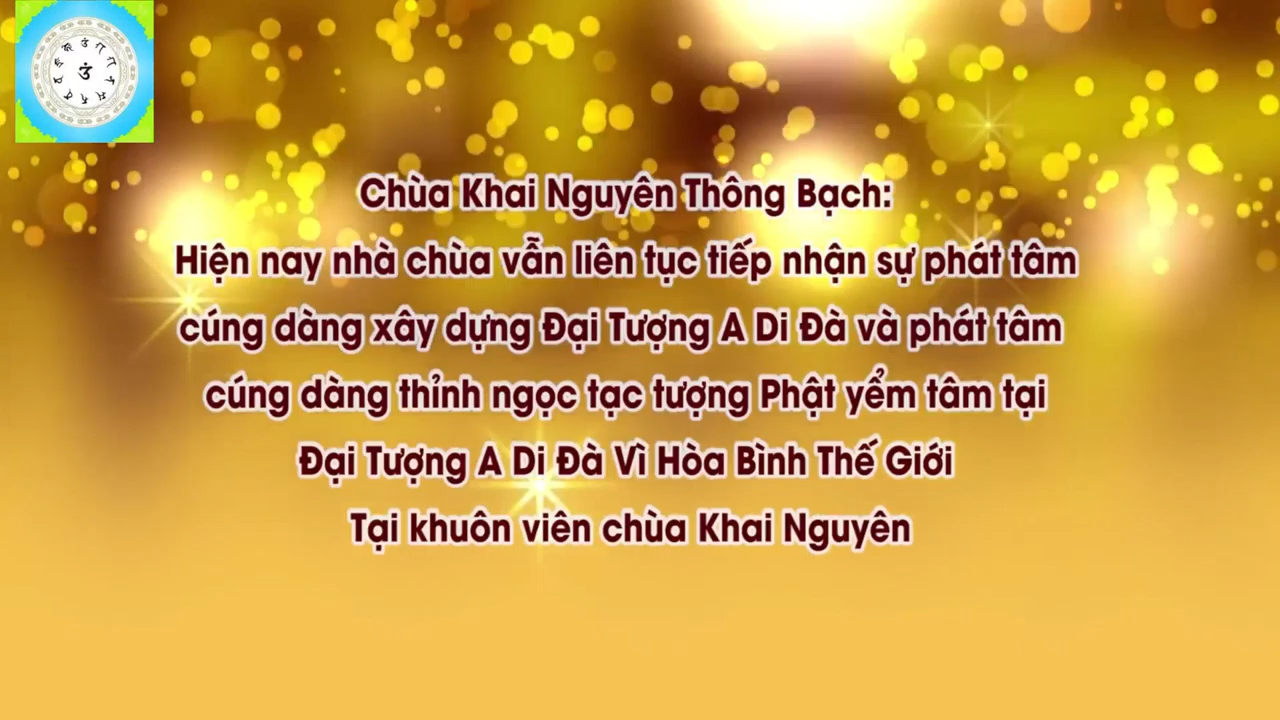 Chùa Khai Nguyên Thông Bạch:
Hiện nay nhà chùa vẫn liên tục tiếp nhận sự phát tâm
cúng dàng xây dựng Đại Tượng A Di Đà và phát tâm
cúng dàng thỉnh ngọc tạc tượng Phật yểm tâm tại
Đại Tượng A Di Đà Vì Hòa Bình Thế Giới
Tại khuôn viên chùa Khai Nguyên